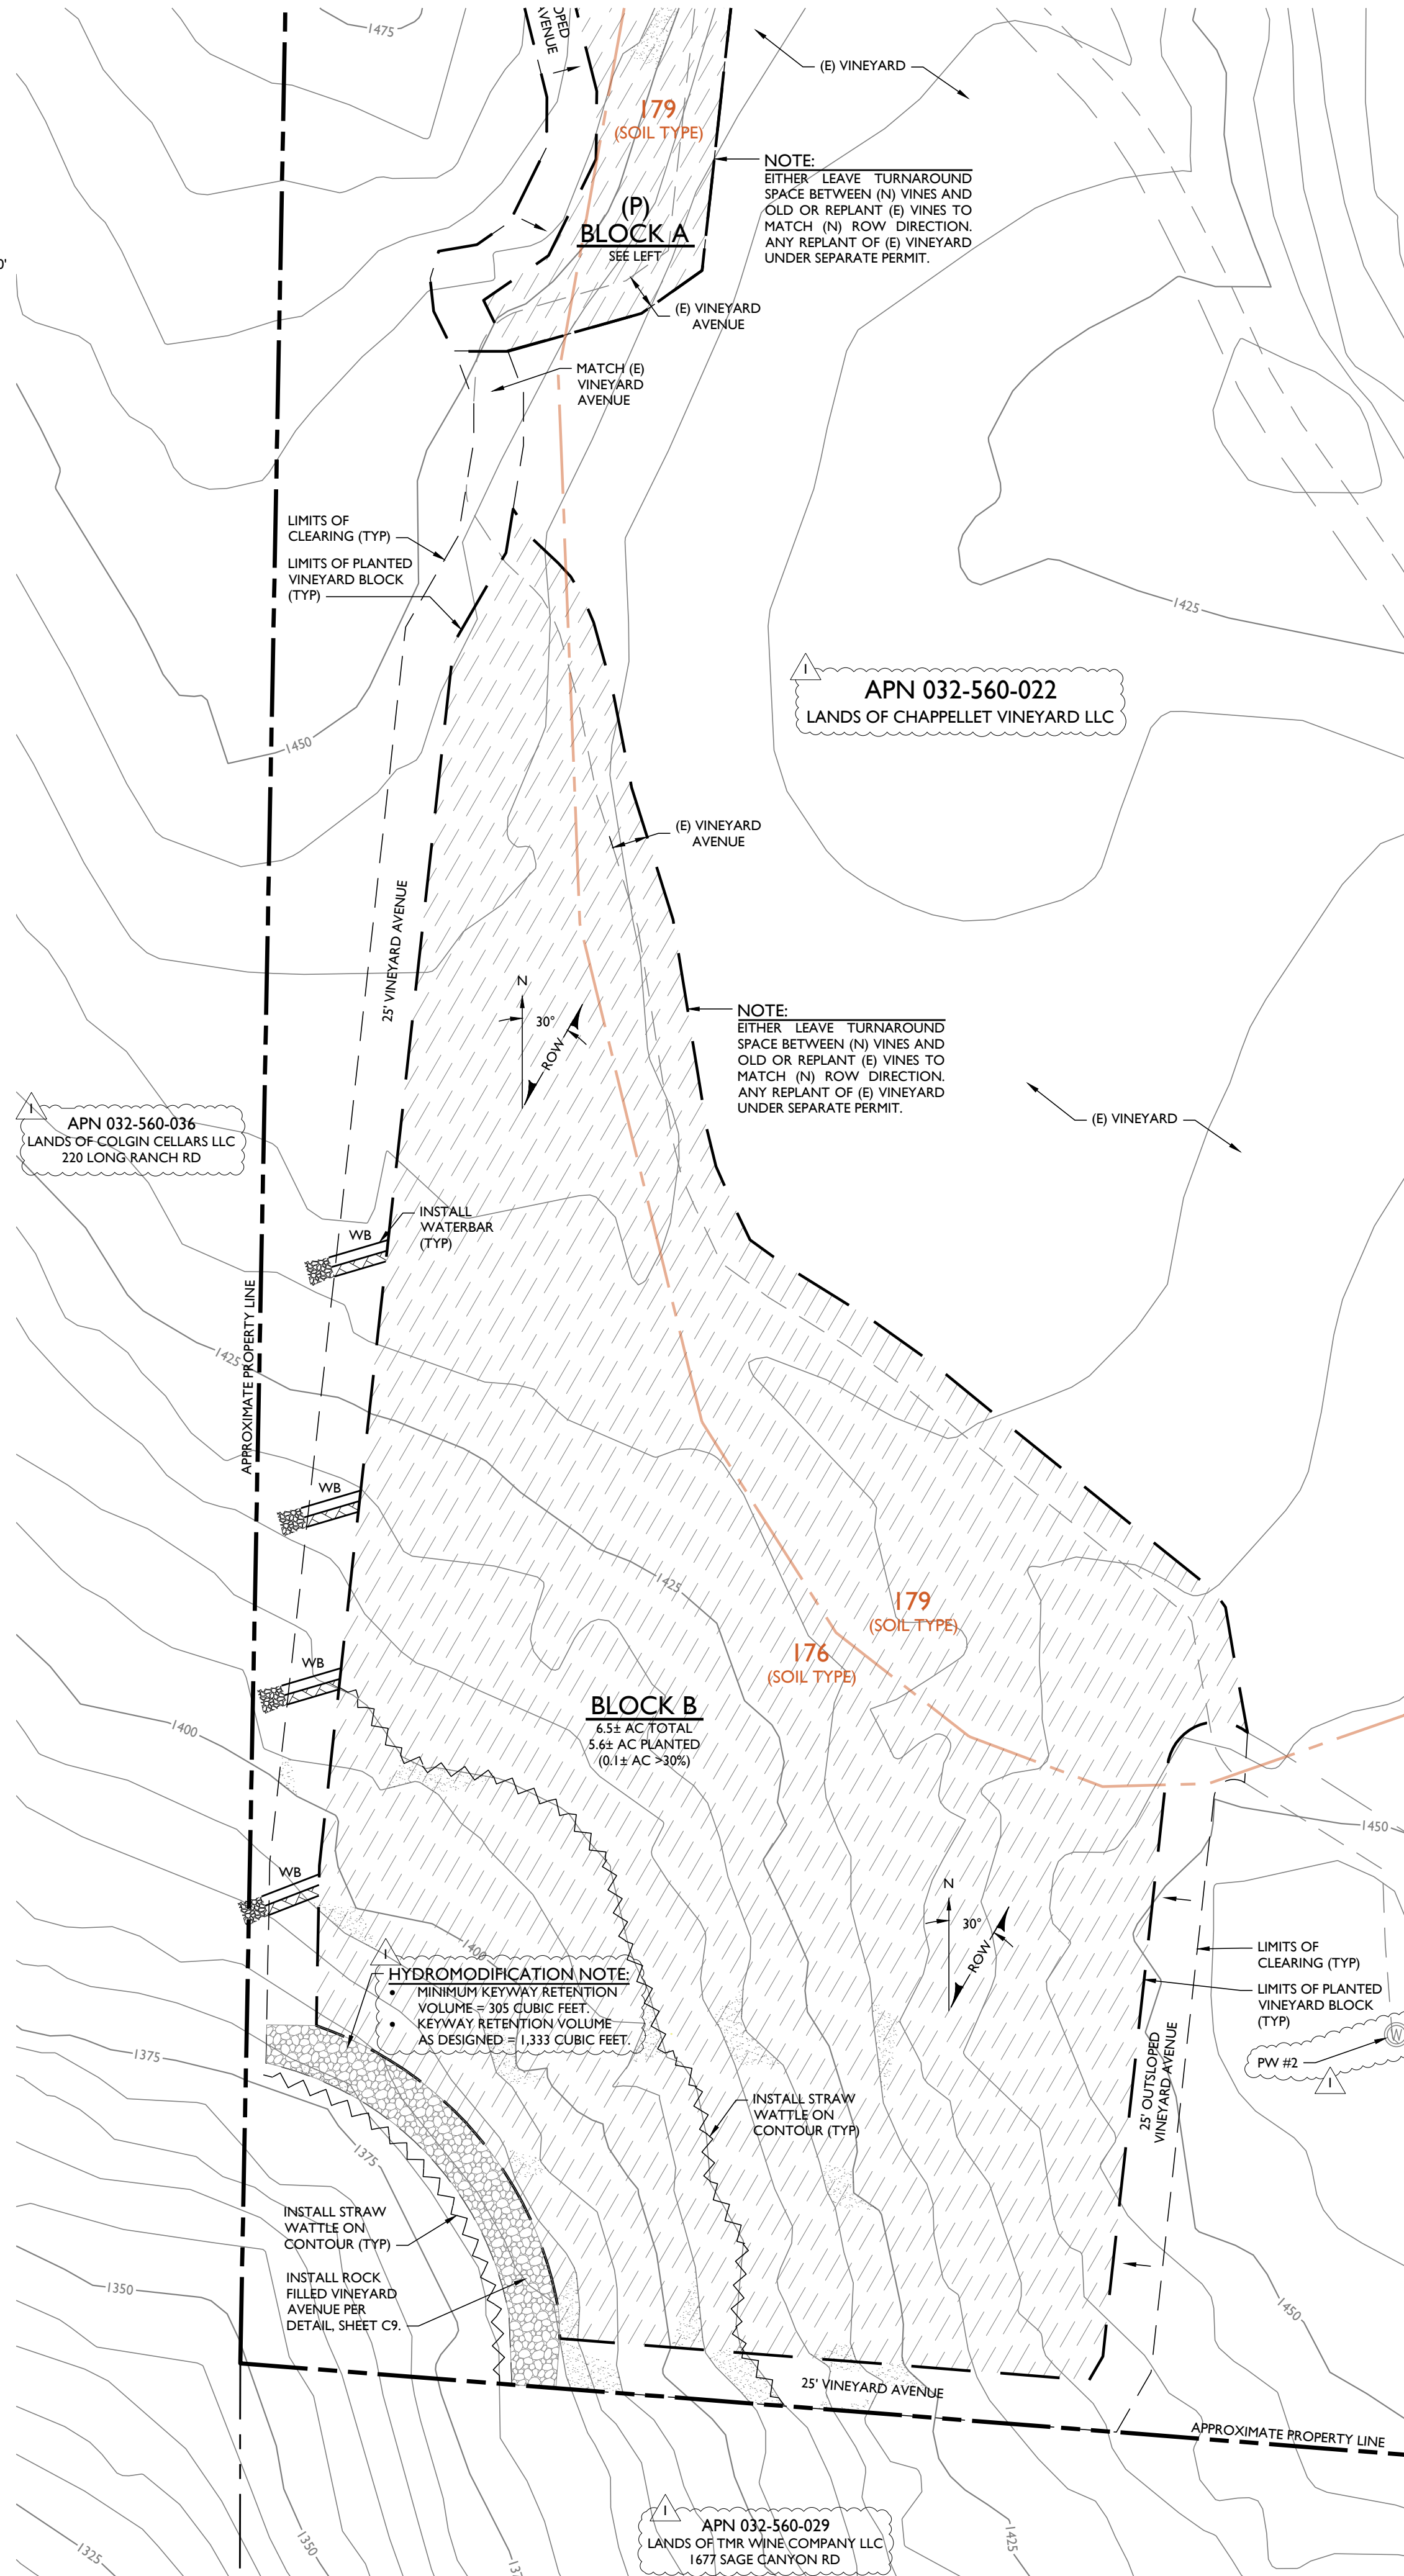 1475
OPED
AVENUE
(E) VINEYARD
179
(SOIL TYPE)
NOTE:
EITHER LEAVE TURNAROUND
SPACE BETWEEN (N) VINES AND
OLD OR REPLANT (E) VINES TO
MATCH (N) ROW DIRECTION.
ANY REPLANT OF (E) VINEYARD
UNDER SEPARATE PERMIT.
(P)
BLOCK A
SEE LEFT
0'
(E) VINEYARD
AVENUE
MATCH (E)
VINEYARD
AVENUE
LIMITS OF
CLEARING (TYP)
LIMITS OF PLANTED
VINEYARD BLOCK
(TYP)
1425
1
APN 032-560-022
LANDS OF CHAPPELLET VINEYARD LLC
1450
(E) VINEYARD
AVENUE
25' VINEYARD AVENUE
N
30°
ROW
NOTE:
EITHER LEAVE TURNAROUND
SPACE BETWEEN (N) VINES AND
OLD OR REPLANT (E) VINES TO
MATCH (N) ROW DIRECTION.
ANY REPLANT OF (E) VINEYARD
UNDER SEPARATE PERMIT.
(E) VINEYARD
1
APN 032-560-036
LANDS OF COLGIN CELLARS LLC
220 LONG RANCH RD
INSTALL
WATERBAR
(TYP)
WB
APPROXIMATE PROPERTY LINE
1425
WB
1425
179
(SOIL TYPE)
176
(SOIL TYPE)
WB
BLOCK B
6.5± AC TOTAL
5.6± AC PLANTED
(0.1± AC >30%)
1400
1450
WB
N
30°
ROW
1400
1
HYDROMODIFICATION NOTE:
• MINIMUM KEYWAY RETENTION
VOLUME = 305 CUBIC FEET.
• KEYWAY RETENTION VOLUME
AS DESIGNED = 1,333 CUBIC FEET.
LIMITS OF
CLEARING (TYP)
LIMITS OF PLANTED
VINEYARD BLOCK
(TYP)
W
PW #2
1
25' OUTSLOPED
VINEYARD AVENUE
1375
INSTALL STRAW
WATTLE ON
CONTOUR (TYP)
1375
INSTALL STRAW
WATTLE ON
CONTOUR (TYP)
INSTALL ROCK
FILLED VINEYARD
AVENUE PER
DETAIL, SHEET C9.
1350
1450
25' VINEYARD AVENUE
APPROXIMATE PROPERTY LINE
1
APN 032-560-029
LANDS OF TMR WINE COMPANY LLC
1677 SAGE CANYON RD
1325
1350
1425